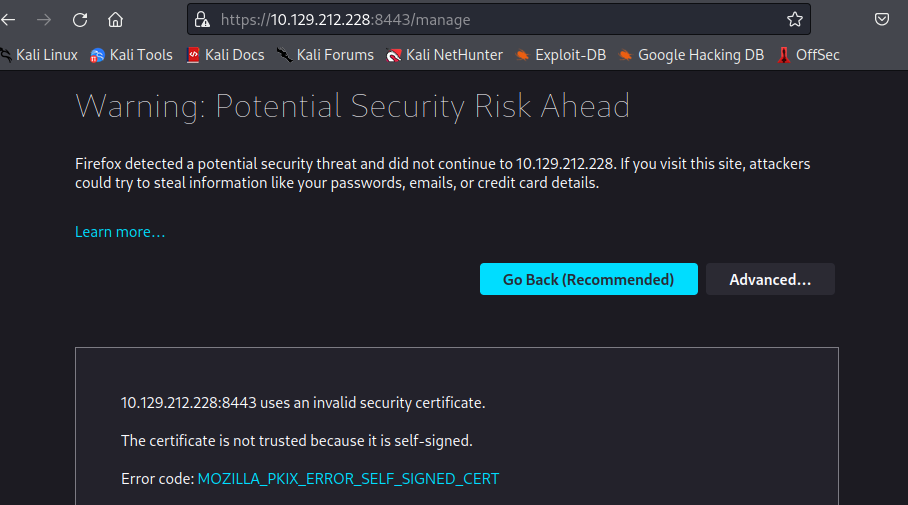 https://10.129.212.228:8443/manage
Kali Linux Kali Tools Kali Docs Kali Forums Kali NetHunter Exploit-DB Google Hacking DB OffSec
Warning: Potential Security Risk Ahead
Firefox detected a potential security threat and did not continue to 10.129.212.228. If you visit this site, attackers
could try to steal information like your passwords, emails, or credit card details.
Learn more…
Go Back (Recommended) Advanced…
10.129.212.228:8443 uses an invalid security certificate.
The certificate is not trusted because it is self-signed.
Error code: MOZILLA_PKIX_ERROR_SELF_SIGNED_CERT